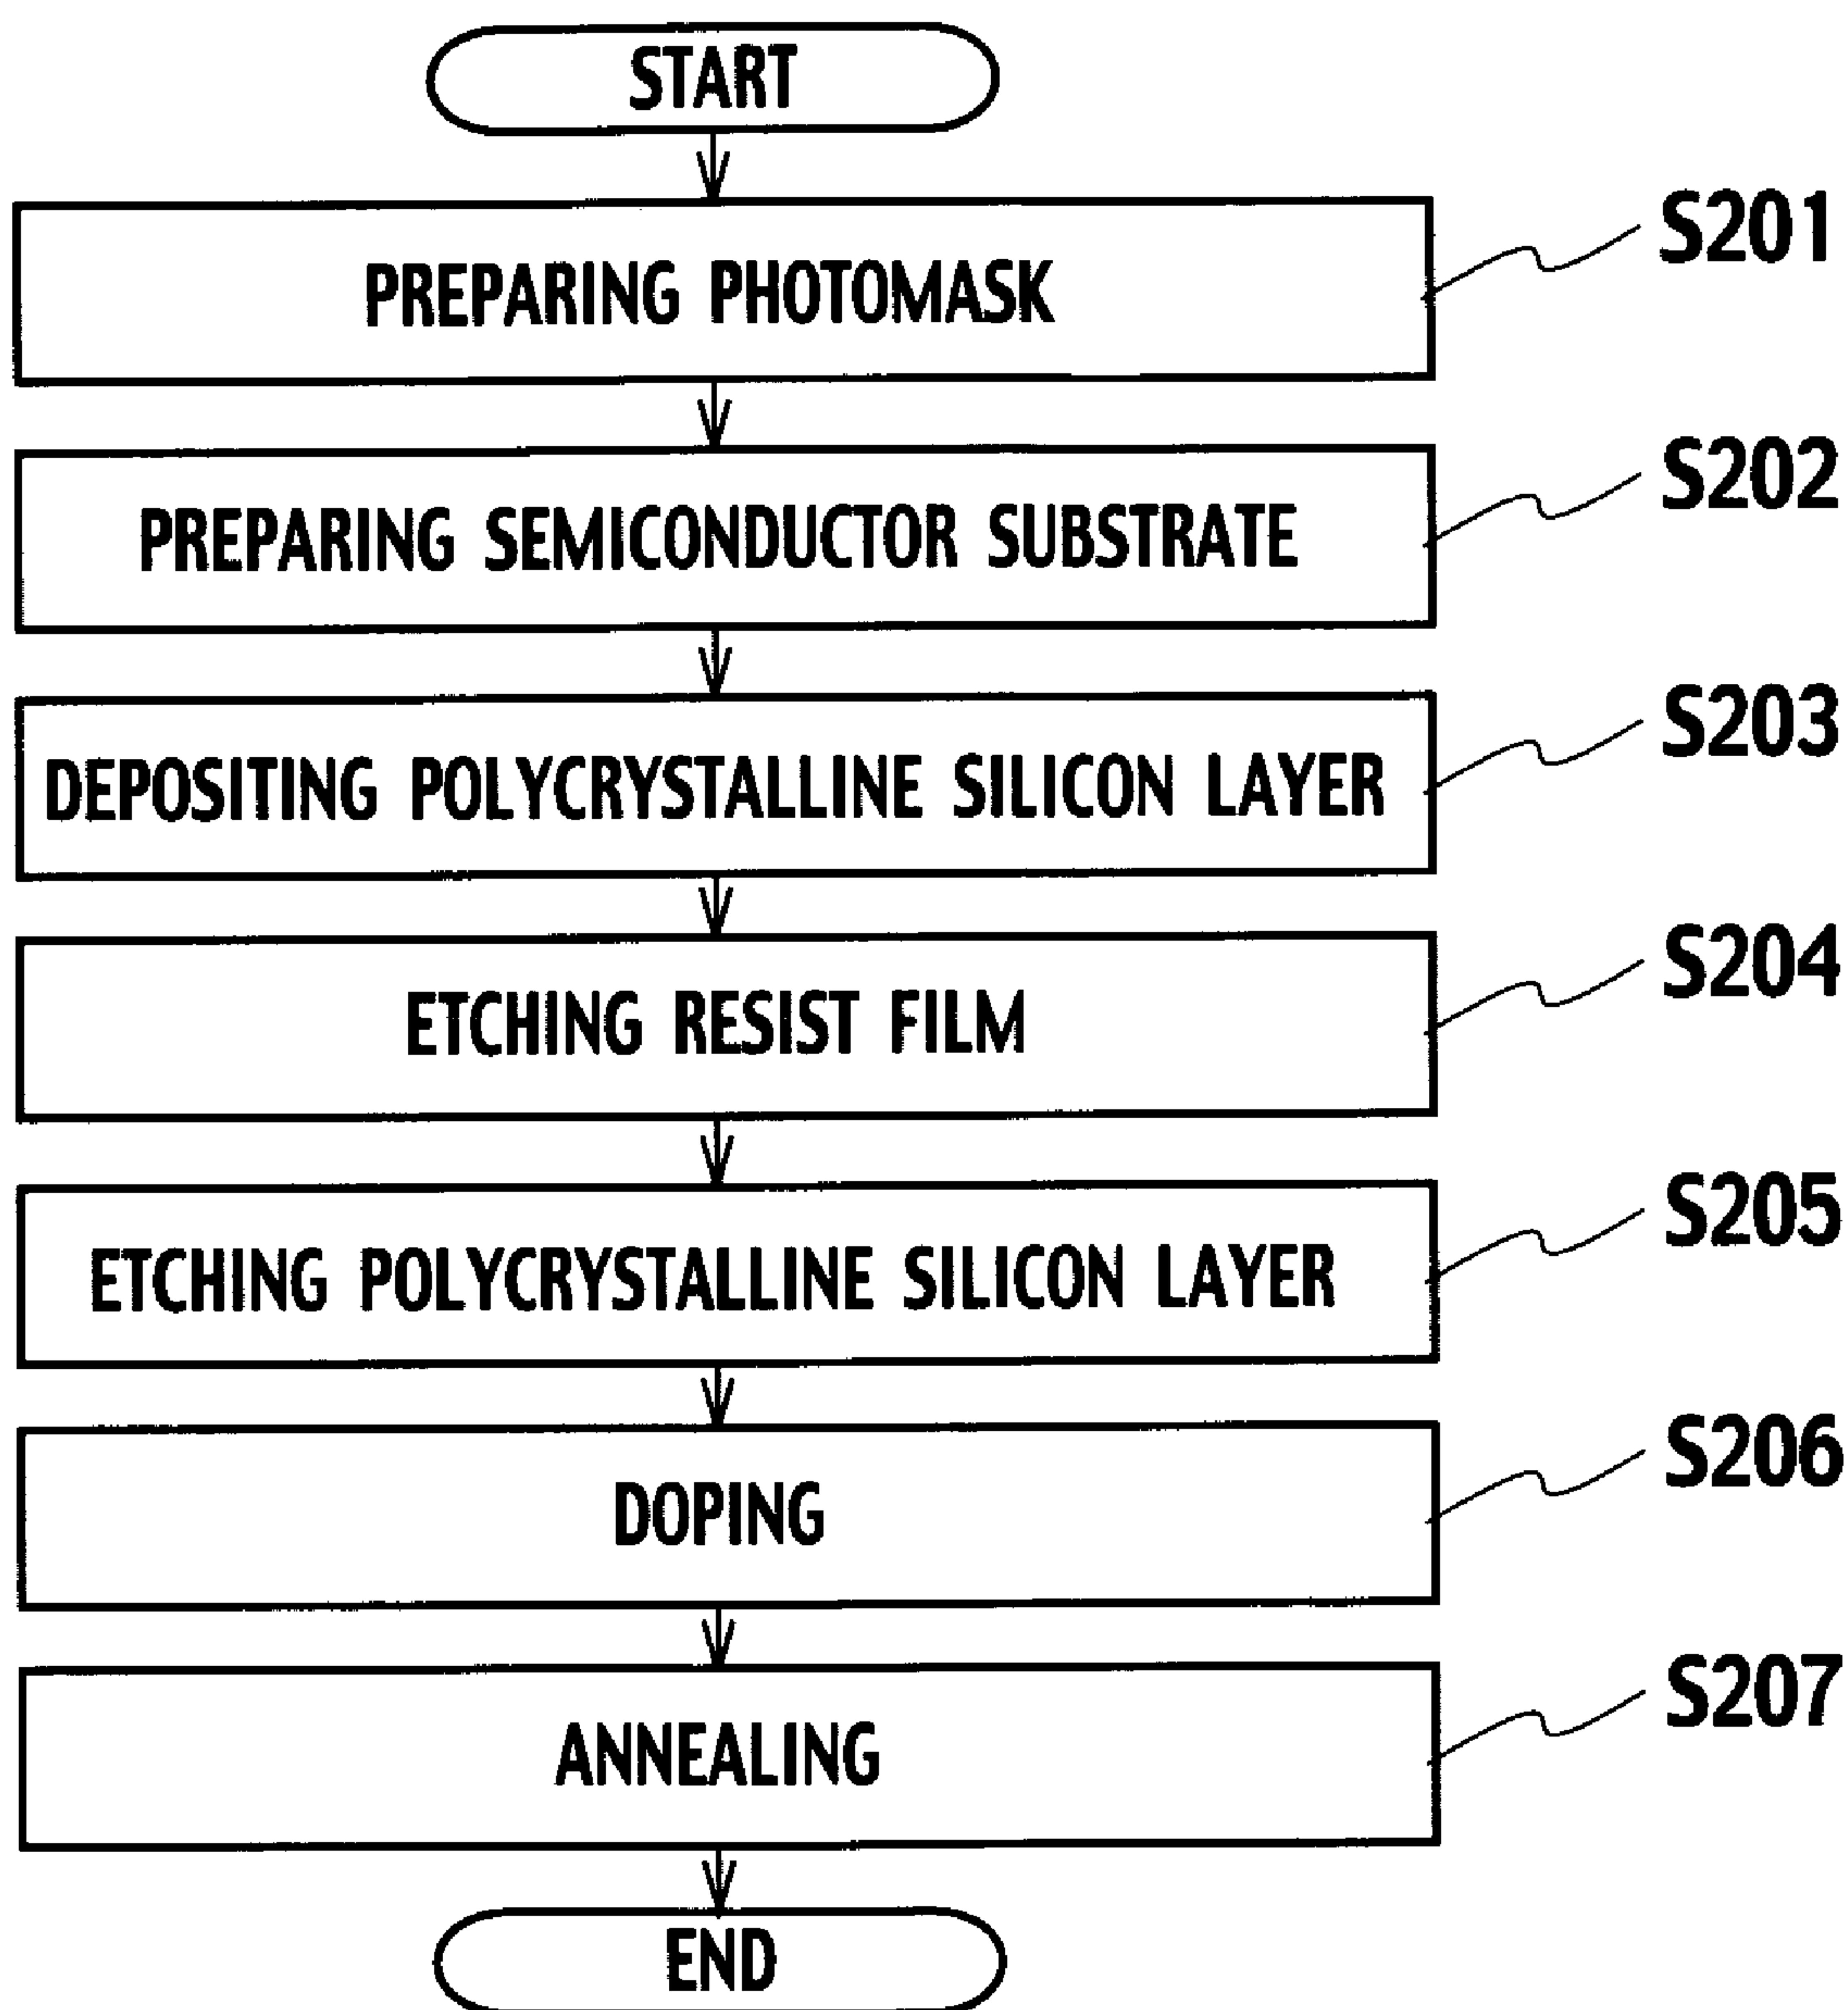 START
PREPARING PHOTOMASK
S201
PREPARING SEMICONDUCTOR SUBSTRATE
S202
DEPOSITING POLYCRYSTALLINE SILICON LAYER
S203
ETCHING RESIST FILM
S204
ETCHING POLYCRYSTALLINE SILICON LAYER
S205
DOPING
S206
ANNEALING
S207
END